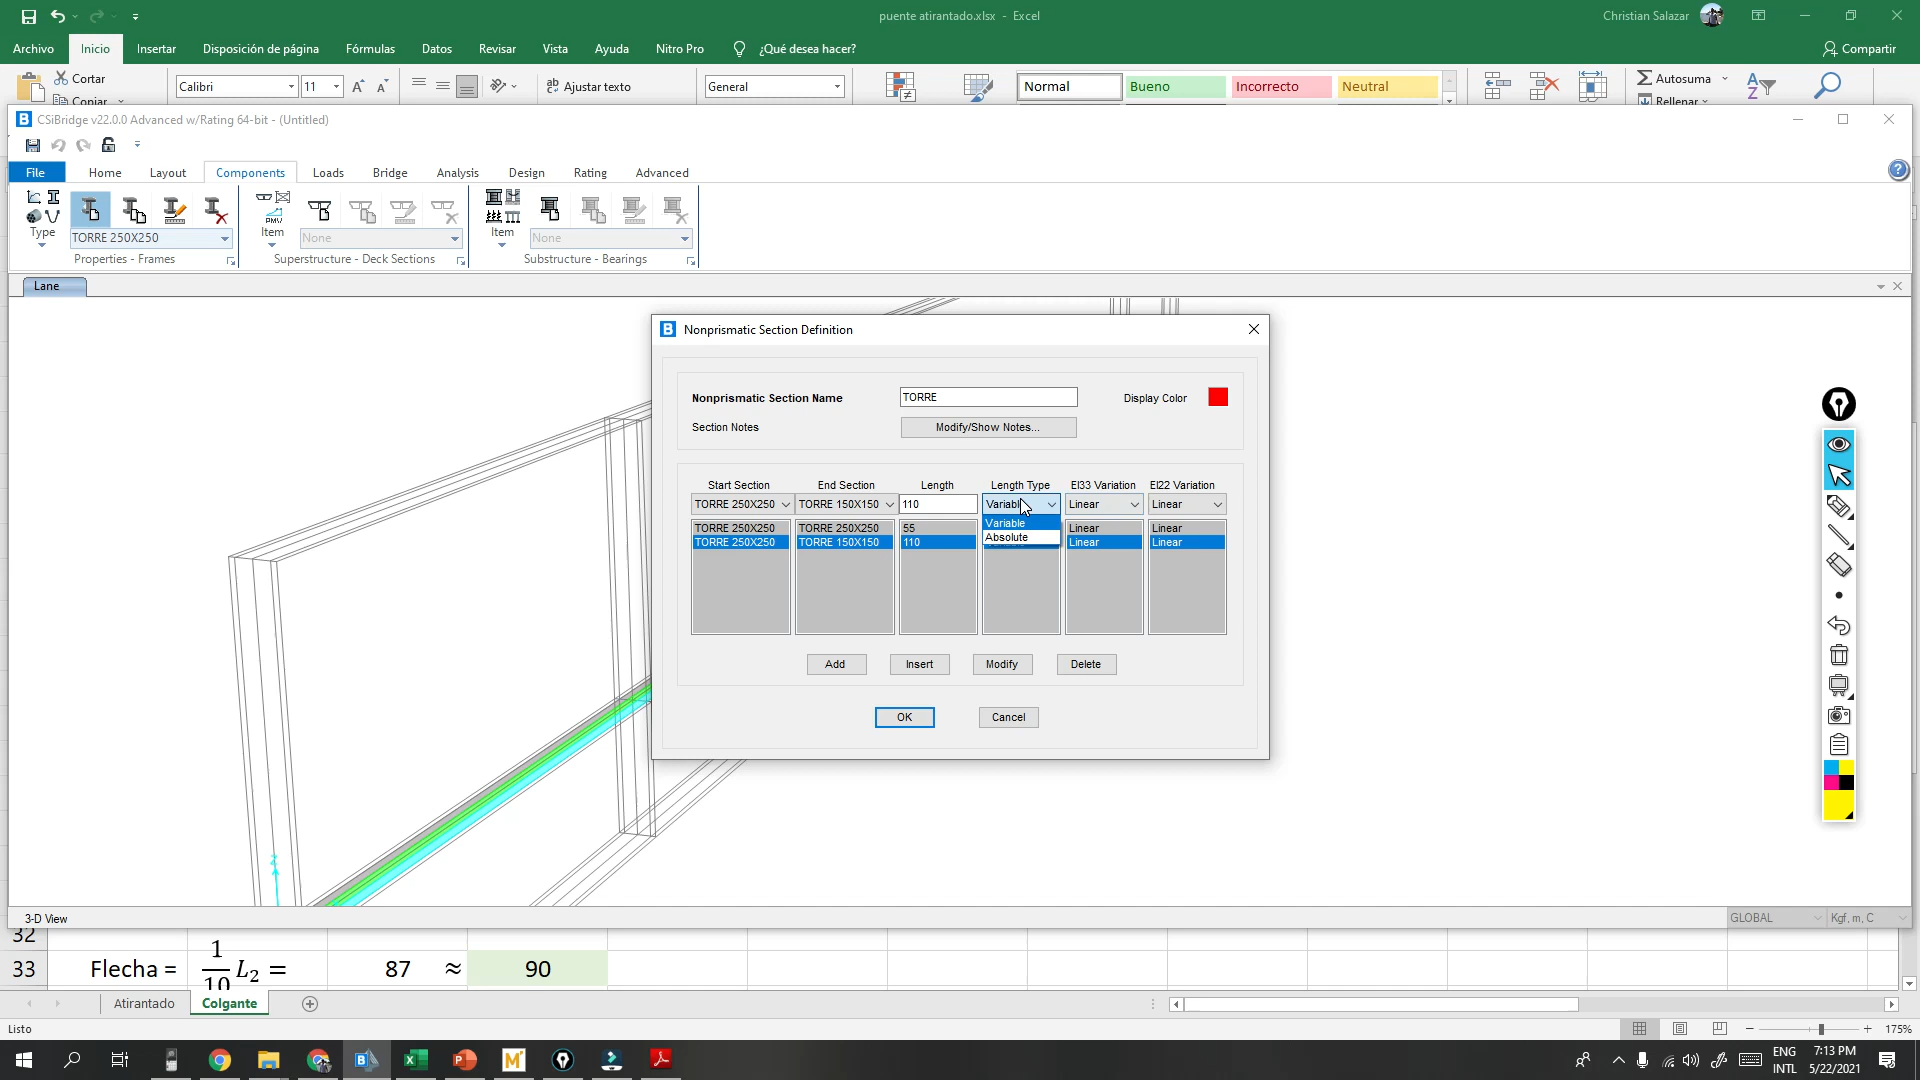 puente atirantado.xlsx - Excel
Christian Salazar
Archivo Inicio Insertar Disposición de página Fórmulas Datos Revisar Vista Ayuda Nitro Pro ¿Qué desea hacer? Compartir
Cortar
Copiar
Calibri 11
Ajustar texto
General
Normal Bueno Incorrecto Neutral
Autosuma
Rellenar
CSiBridge v22.0.0 Advanced w/Rating 64-bit - (Untitled)
File Home Layout Components Loads Bridge Analysis Design Rating Advanced
Type
TORRE 250X250
Properties - Frames
Item
None
Superstructure - Deck Sections
Item
None
Substructure - Bearings
Lane
Nonprismatic Section Definition
Nonprismatic Section Name TORRE Display Color
Section Notes Modify/Show Notes...
Start Section End Section Length Length Type EI33 Variation EI22 Variation
TORRE 250X250 TORRE 150X150 110 Variable Linear Linear
Variable
Absolute
TORRE 250X250 TORRE 250X250 55 Linear Linear
TORRE 250X250 TORRE 150X150 110 Linear Linear
Add Insert Modify Delete
OK Cancel
3-D View
GLOBAL Kgf, m, C
32
33 Flecha = 1/10 L₂ = 87 ≈ 90
Atirantado Colgante
Listo
175%
ENG
INTL
7:13 PM
5/22/2021